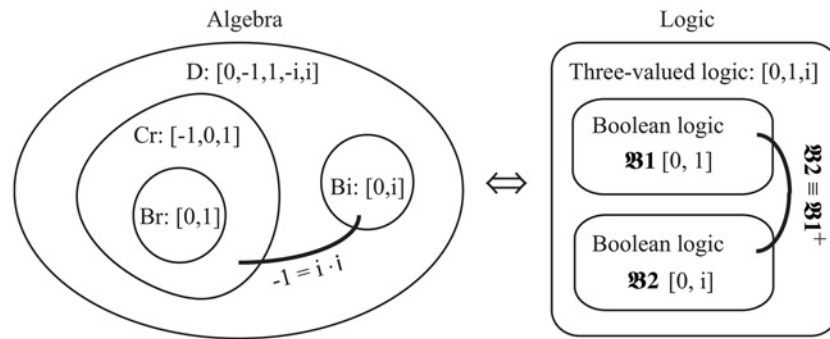 Algebra
D: [0,-1,1,-i,i]
Cr: [-1,0,1]
Br: [0,1]
Bi: [0,i]
-1 = i · i
⇔
Logic
Three-valued logic: [0,1,i]
Boolean logic
𝕭1 [0, 1]
Boolean logic
𝕭2 [0, i]
𝕭2 ≡ 𝕭1⁺